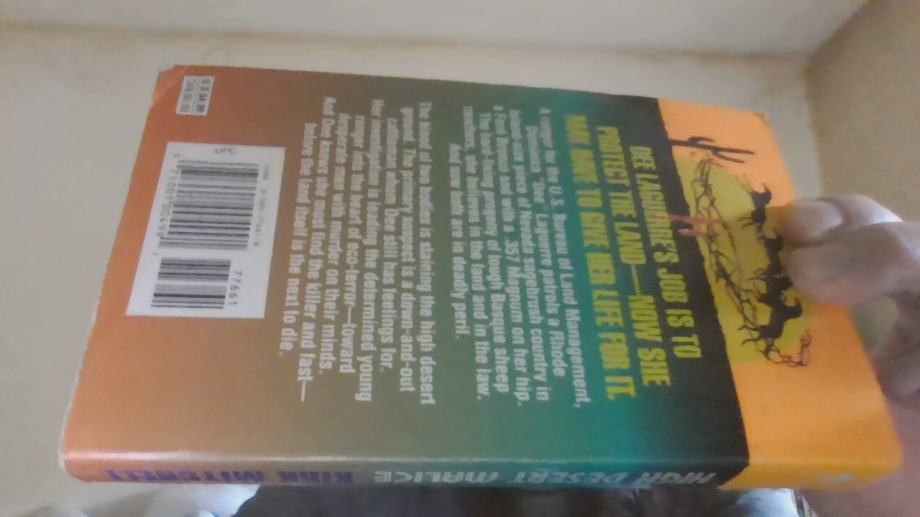 DEE LAGUERRE'S JOB IS TO
PROTECT THE LAND—NOW SHE
MAY HAVE TO GIVE HER LIFE FOR IT.
A ranger for the U.S. Bureau of Land Management,
Domenica "Dee" Laguerre patrols a Rhode
Island-size piece of Nevada sagebrush country in
a Ford Bronco and with a .357 Magnum on her hip.
The hard-living progeny of tough Basque sheep
ranchers, she believes in the land and in the law.
And now both are in deadly peril.
The blood of two bodies is staining the high desert
ground. The primary suspect is a down-and-out
cattleman whom Dee still has feelings for.
Her investigation is leading the determined young
ranger into the heart of eco-terror—toward
desperate men with murder on their minds.
And Dee knows she must find the killer, and fast—
before the land itself is the next to die.
UPC
77661
HIGH DESERT MALICE
KIRK MITCHELL